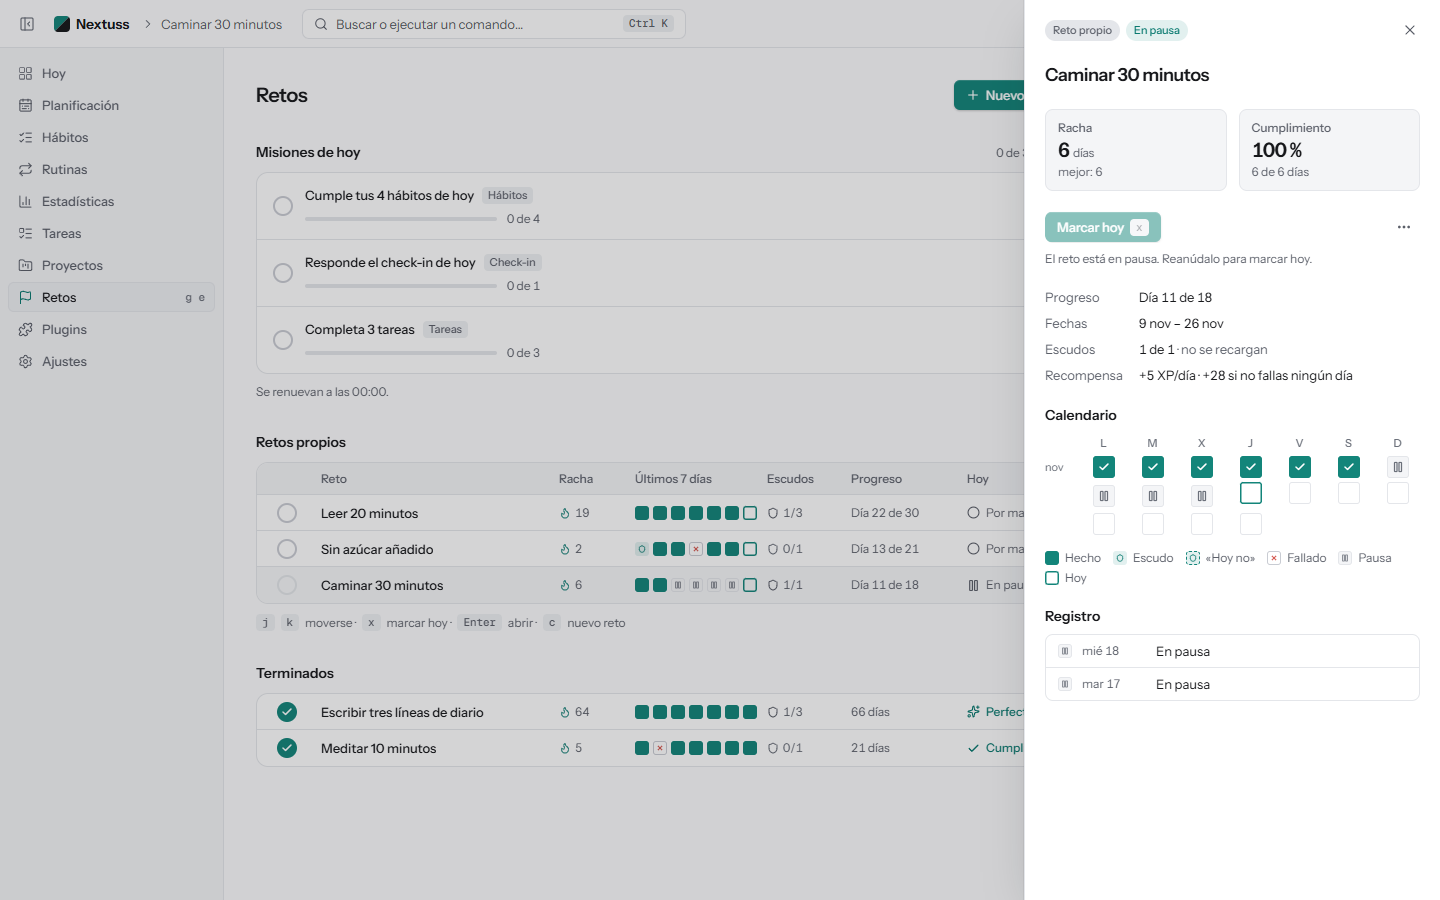 Nextuss
Caminar 30 minutos
Buscar o ejecutar un comando...
Ctrl K
Hoy
Planificación
Hábitos
Rutinas
Estadísticas
Tareas
Proyectos
Retos
g e
Plugins
Ajustes
Retos
Nuevo
Misiones de hoy
0 de
Cumple tus 4 hábitos de hoy Hábitos
0 de 4
Responde el check-in de hoy Check-in
0 de 1
Completa 3 tareas Tareas
0 de 3
Se renuevan a las 00:00.
Retos propios
Reto Racha Últimos 7 días Escudos Progreso Hoy
Leer 20 minutos 19 1/3 Día 22 de 30 Por ma
Sin azúcar añadido 2 0/1 Día 13 de 21 Por ma
Caminar 30 minutos 6 1/1 Día 11 de 18 En pau
j k moverse · x marcar hoy · Enter abrir · c nuevo reto
Terminados
Escribir tres líneas de diario 64 1/3 66 días Perfec
Meditar 10 minutos 5 0/1 21 días Cumpl
Reto propio En pausa
Caminar 30 minutos
Racha
6 días
mejor: 6
Cumplimiento
100 %
6 de 6 días
Marcar hoy x
El reto está en pausa. Reanúdalo para marcar hoy.
Progreso Día 11 de 18
Fechas 9 nov – 26 nov
Escudos 1 de 1 · no se recargan
Recompensa +5 XP/día · +28 si no fallas ningún día
Calendario
L M X J V S D
nov
Hecho Escudo «Hoy no» Fallado Pausa
Hoy
Registro
mié 18 En pausa
mar 17 En pausa